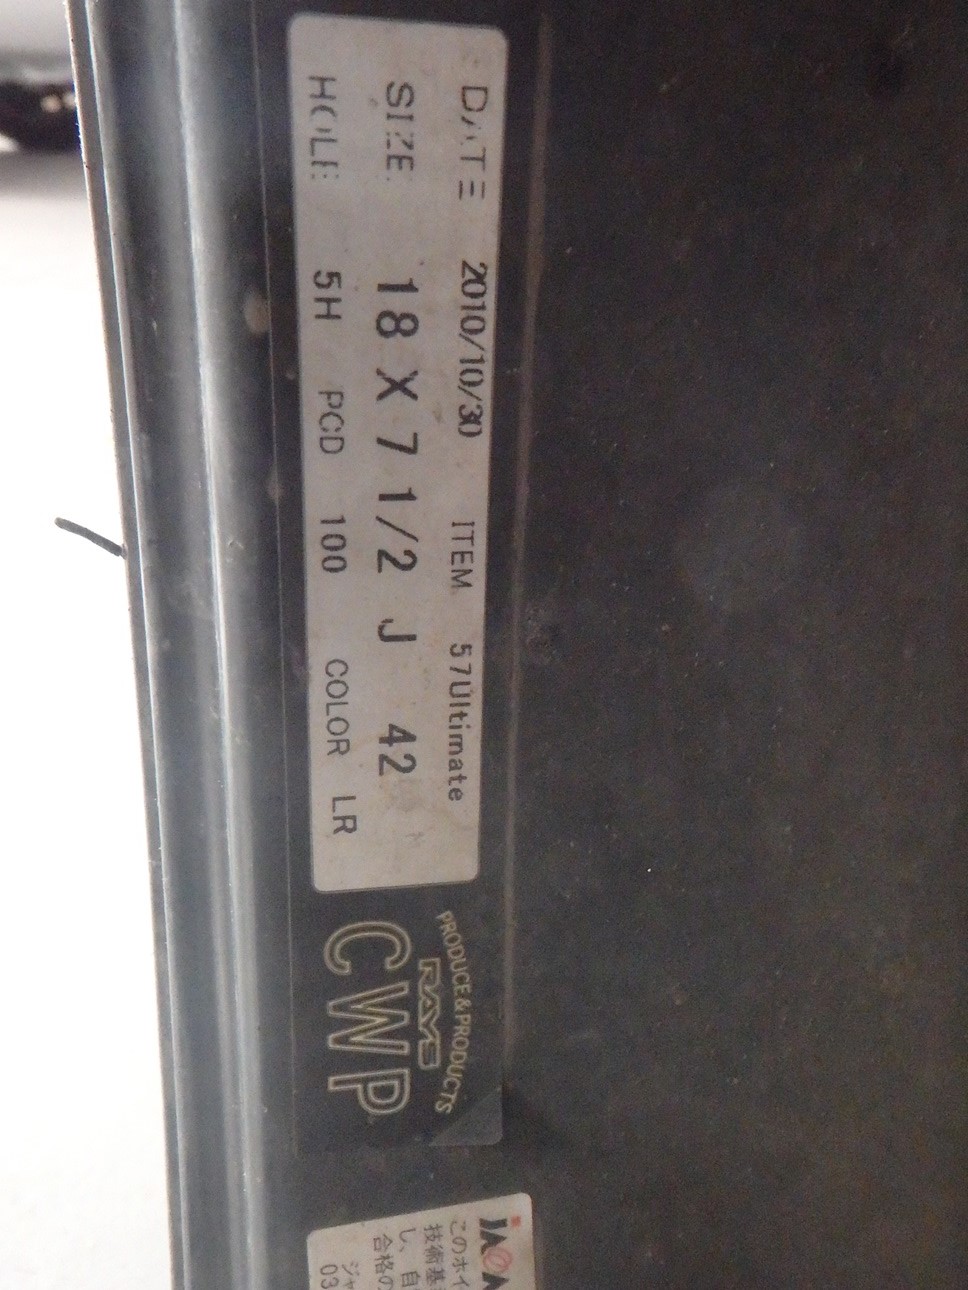 DATE 2010/10/30 ITEM 57Ultimate
SIZE 18 X 7 1/2 J 42
HOLE 5H PCD 100 COLOR LR
PRODUCE&PRODUCTS
RAYS
CWP
このホイ
技術基
し、自
合格の
ジャ
03